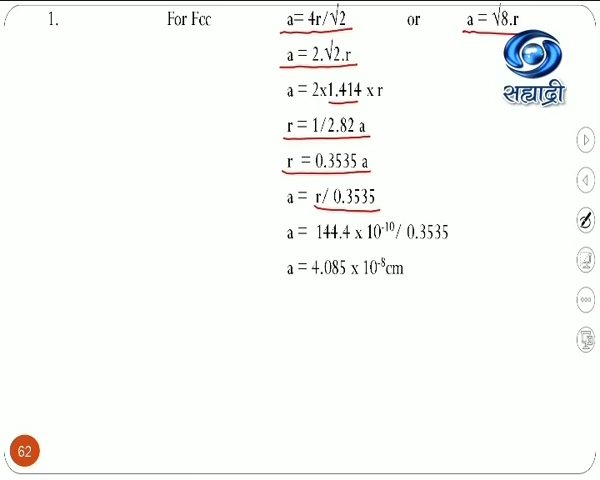 1. For Fcc a= 4r/√2 or a = √8.r
a = 2.√2.r
सह्याद्री
a = 2x1.414 x r
r = 1/2.82 a
r = 0.3535 a
a = r/ 0.3535
a = 144.4 x 10⁻¹⁰/ 0.3535
a = 4.085 x 10⁻⁸cm
62